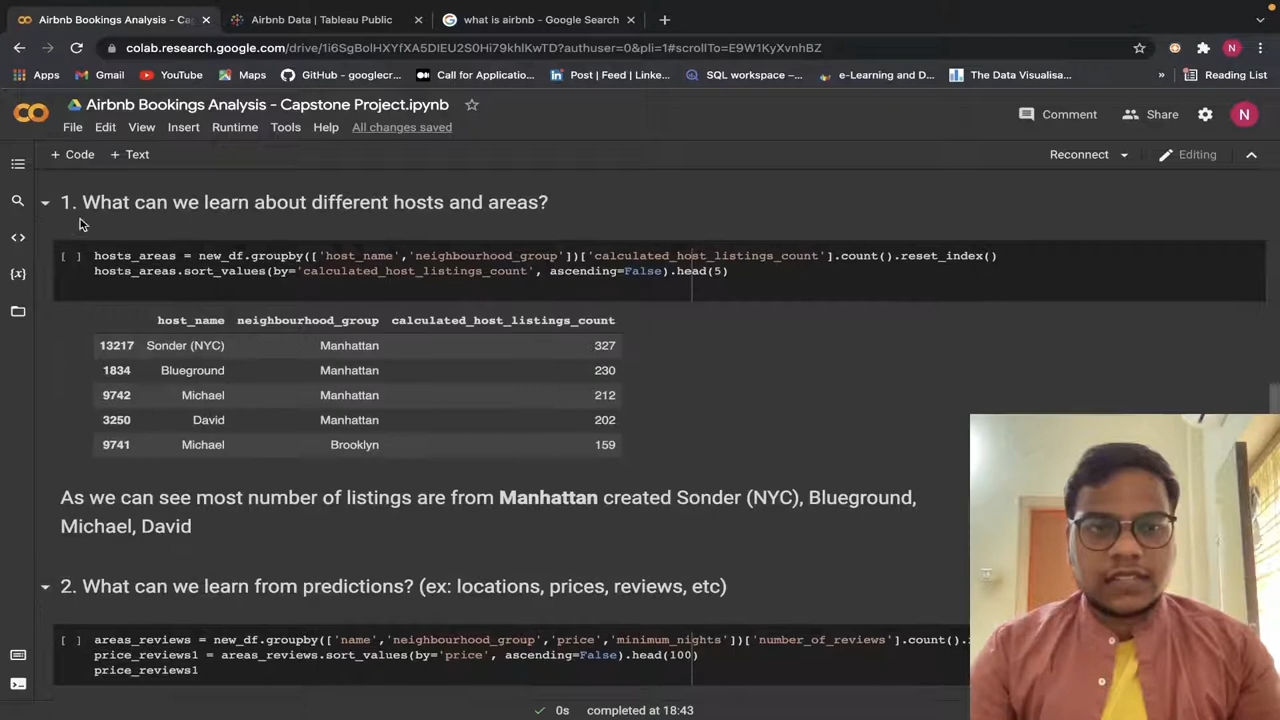 Airbnb Bookings Analysis - Ca
Airbnb Data | Tableau Public
what is airbnb - Google Search
colab.research.google.com/drive/1i6SgBolHXYfXA5DIEU2S0Hi79khlKwTD?authuser=0&pli=1#scrollTo=E9W1KyXvnhBZ
N
Apps
Gmail
YouTube
Maps
GitHub - googlecr...
Call for Applicatio...
Post | Feed | Linke...
SQL workspace –...
e-Learning and D...
The Data Visualisa...
»
Reading List
CO
Airbnb Bookings Analysis - Capstone Project.ipynb
Comment
Share
N
File Edit View Insert Runtime Tools Help All changes saved
+ Code + Text
Reconnect
Editing
1. What can we learn about different hosts and areas?
[ ] hosts_areas = new_df.groupby(['host_name','neighbourhood_group'])['calculated_host_listings_count'].count().reset_index()
hosts_areas.sort_values(by='calculated_host_listings_count', ascending=False).head(5)
host_name neighbourhood_group calculated_host_listings_count
13217 Sonder (NYC) Manhattan 327
1834 Blueground Manhattan 230
9742 Michael Manhattan 212
3250 David Manhattan 202
9741 Michael Brooklyn 159
As we can see most number of listings are from Manhattan created Sonder (NYC), Blueground,
Michael, David
2. What can we learn from predictions? (ex: locations, prices, reviews, etc)
[ ] areas_reviews = new_df.groupby(['name','neighbourhood_group','price','minimum_nights'])['number_of_reviews'].count().
price_reviews1 = areas_reviews.sort_values(by='price', ascending=False).head(100)
price_reviews1
0s completed at 18:43